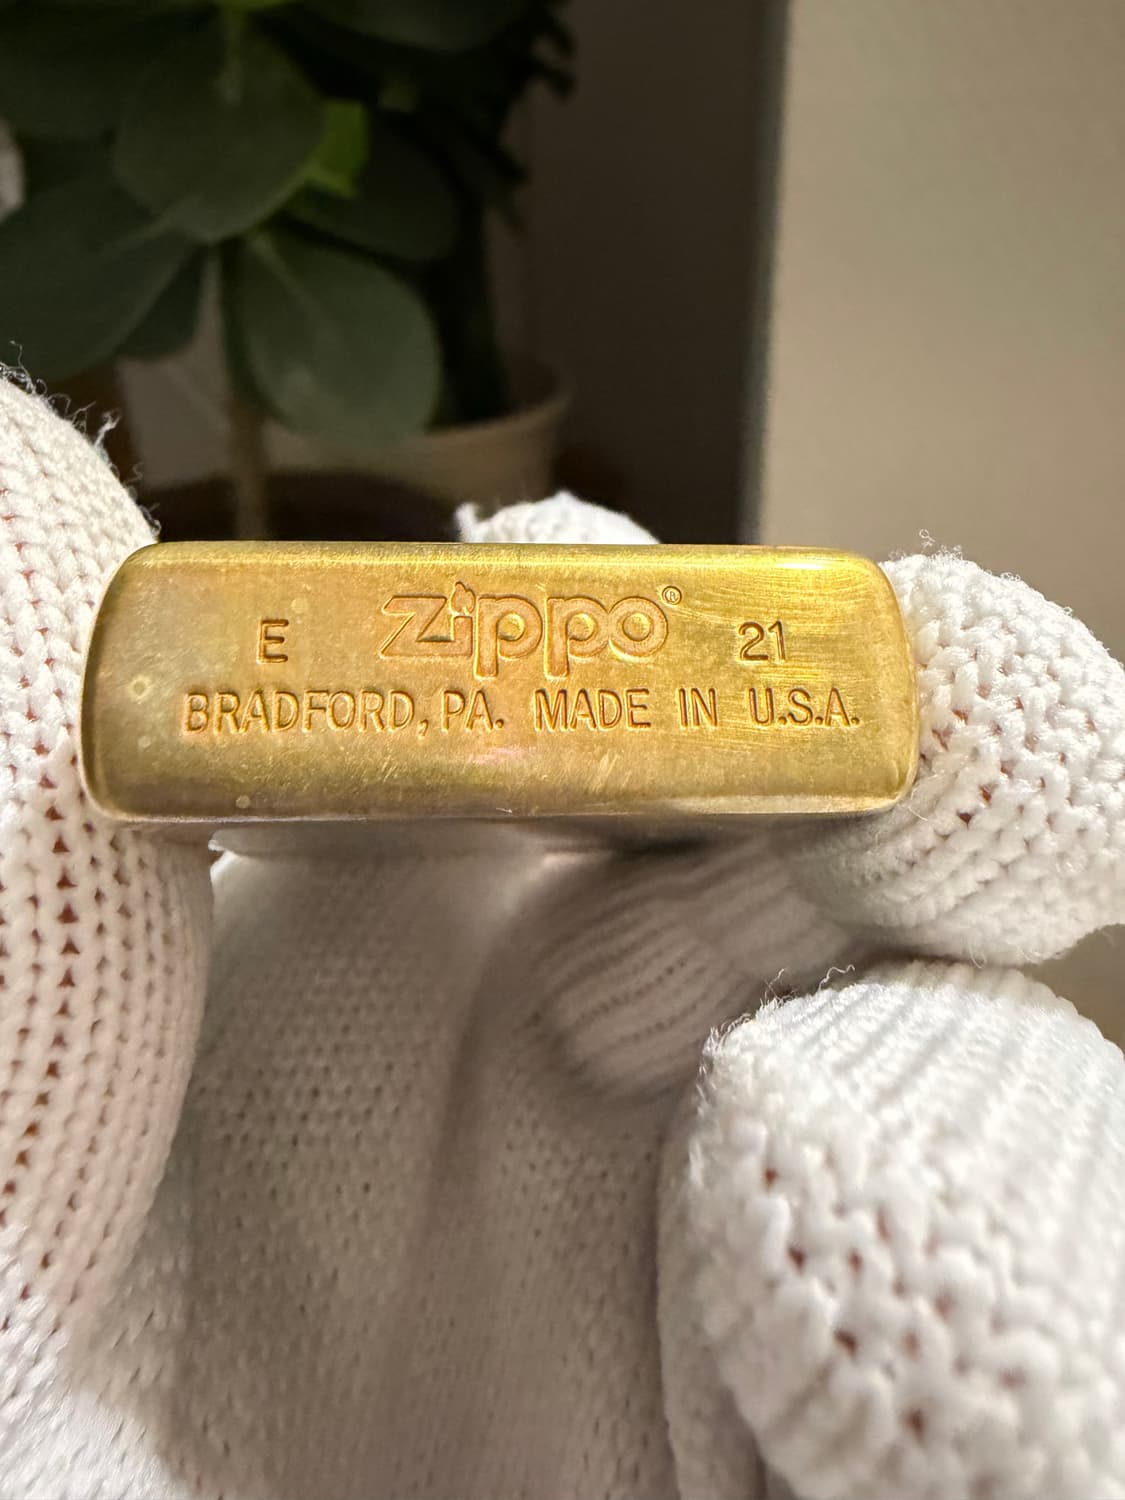 E zippo® 21
BRADFORD, PA. MADE IN U.S.A.